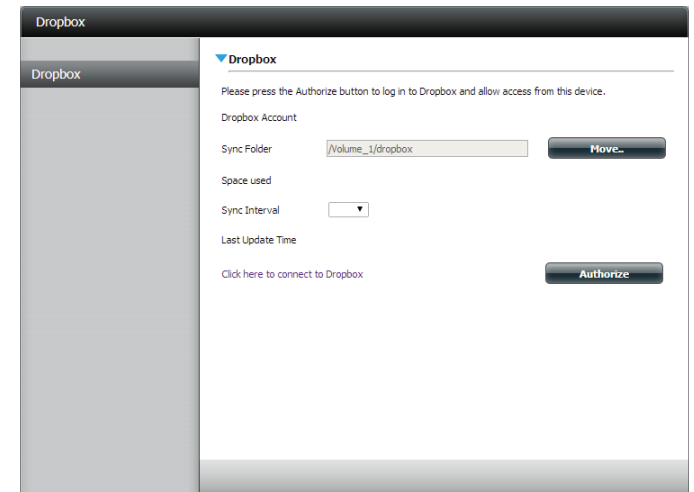 Dropbox
Dropbox
Dropbox
Please press the Authorize button to log in to Dropbox and allow access from this device.
Dropbox Account
Sync Folder /Volume_1/dropbox Move..
Space used
Sync Interval
Last Update Time
Click here to connect to Dropbox Authorize